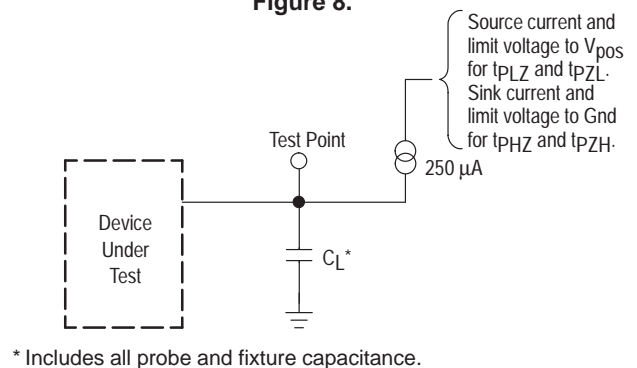 Figure 8.
Source current and
limit voltage to Vpos
for tPLZ and tPZL.
Sink current and
limit voltage to Gnd
for tPHZ and tPZH.
Test Point
250 μA
Device
Under
Test
CL*
* Includes all probe and fixture capacitance.